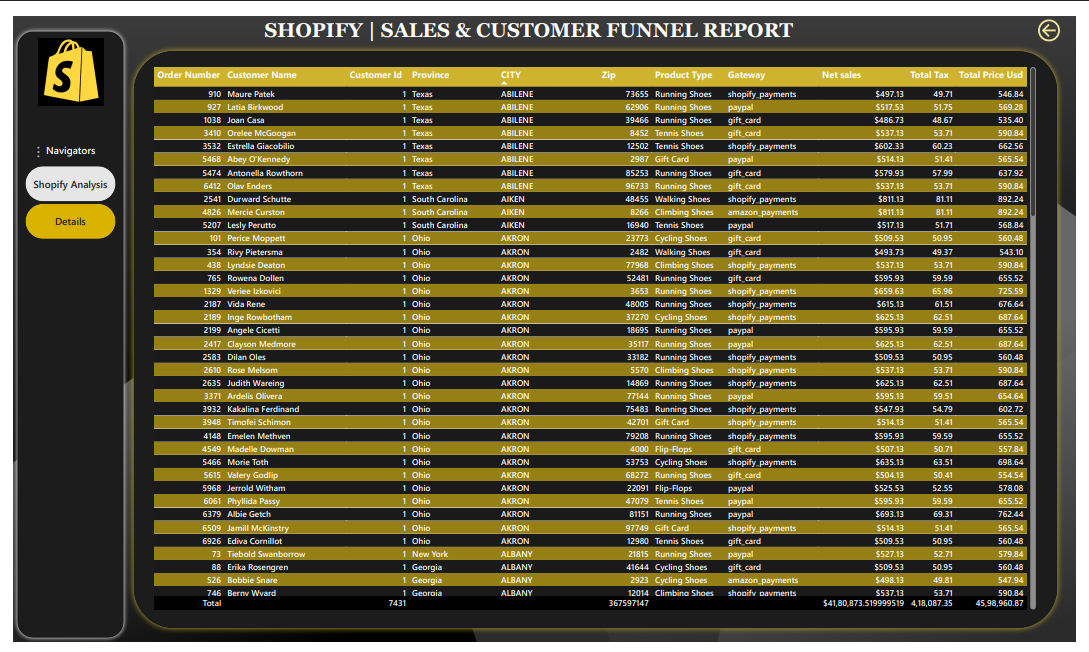 SHOPIFY | SALES & CUSTOMER FUNNEL REPORT
S
Navigators
Shopify Analysis
Details
Order Number Customer Name Customer Id Province CITY Zip Product Type Gateway Net sales Total Tax Total Price Usd
910 Maure Patek 1 Texas ABILENE 73655 Running Shoes shopify_payments $497.13 49.71 546.84
927 Latia Birkwood 1 Texas ABILENE 62906 Running Shoes paypal $517.53 51.75 569.28
1038 Joan Casa 1 Texas ABILENE 39466 Running Shoes gift_card $486.73 48.67 535.40
3410 Orelee McGoogan 1 Texas ABILENE 8452 Tennis Shoes gift_card $537.13 53.71 590.84
3532 Estrella Giacobilio 1 Texas ABILENE 12502 Tennis Shoes shopify_payments $602.33 60.23 662.56
5468 Abey O'Kennedy 1 Texas ABILENE 2987 Gift Card paypal $514.13 51.41 565.54
5474 Antonella Rowthorn 1 Texas ABILENE 85253 Running Shoes gift_card $579.93 57.99 637.92
6412 Olav Enders 1 Texas ABILENE 96733 Running Shoes gift_card $537.13 53.71 590.84
2541 Durward Schutte 1 South Carolina AIKEN 48455 Walking Shoes shopify_payments $811.13 81.11 892.24
4826 Mercie Curston 1 South Carolina AIKEN 8266 Climbing Shoes amazon_payments $811.13 81.11 892.24
5207 Lesly Perutto 1 South Carolina AIKEN 16940 Tennis Shoes paypal $517.13 51.71 568.84
101 Perice Moppett 1 Ohio AKRON 23773 Cycling Shoes gift_card $509.53 50.95 560.48
354 Rivy Pietersma 1 Ohio AKRON 2482 Walking Shoes gift_card $493.73 49.37 543.10
438 Lyndsie Deaton 1 Ohio AKRON 77968 Climbing Shoes shopify_payments $537.13 53.71 590.84
765 Rowena Dollen 1 Ohio AKRON 52481 Running Shoes gift_card $595.93 59.59 655.52
1329 Veriee Izkovici 1 Ohio AKRON 3653 Running Shoes shopify_payments $659.63 65.96 725.59
2187 Vida Rene 1 Ohio AKRON 48005 Running Shoes shopify_payments $615.13 61.51 676.64
2189 Inge Rowbotham 1 Ohio AKRON 37270 Cycling Shoes shopify_payments $625.13 62.51 687.64
2199 Angele Cicetti 1 Ohio AKRON 18695 Running Shoes paypal $595.93 59.59 655.52
2417 Clayson Medmore 1 Ohio AKRON 35117 Running Shoes paypal $625.13 62.51 687.64
2583 Dilan Oles 1 Ohio AKRON 33182 Running Shoes shopify_payments $509.53 50.95 560.48
2610 Rose Melsom 1 Ohio AKRON 5570 Climbing Shoes shopify_payments $537.13 53.71 590.84
2635 Judith Wareing 1 Ohio AKRON 14869 Running Shoes shopify_payments $625.13 62.51 687.64
3371 Ardelis Olivera 1 Ohio AKRON 77144 Running Shoes paypal $595.13 59.51 654.64
3932 Kakalina Ferdinand 1 Ohio AKRON 75483 Running Shoes shopify_payments $547.93 54.79 602.72
3948 Timofei Schimon 1 Ohio AKRON 42701 Gift Card shopify_payments $514.13 51.41 565.54
4148 Emelen Methven 1 Ohio AKRON 79208 Running Shoes shopify_payments $595.93 59.59 655.52
4549 Madelle Dowman 1 Ohio AKRON 4000 Flip-Flops gift_card $507.13 50.71 557.84
5466 Morie Toth 1 Ohio AKRON 53753 Cycling Shoes shopify_payments $635.13 63.51 698.64
5615 Valery Godlip 1 Ohio AKRON 68272 Running Shoes gift_card $504.13 50.41 554.54
5968 Jerrold Witham 1 Ohio AKRON 22091 Flip-Flops paypal $525.53 52.55 578.08
6061 Phyllida Passy 1 Ohio AKRON 47079 Tennis Shoes paypal $595.93 59.59 655.52
6379 Albie Getch 1 Ohio AKRON 81151 Running Shoes paypal $693.13 69.31 762.44
6509 Jamill McKinstry 1 Ohio AKRON 97749 Gift Card shopify_payments $514.13 51.41 565.54
6926 Ediva Cornillot 1 Ohio AKRON 12980 Tennis Shoes gift_card $509.53 50.95 560.48
73 Tiebold Swanborrow 1 New York ALBANY 21815 Running Shoes paypal $527.13 52.71 579.84
88 Erika Rosengren 1 Georgia ALBANY 41644 Cycling Shoes gift_card $509.53 50.95 560.48
526 Bobbie Snare 1 Georgia ALBANY 2923 Cycling Shoes amazon_payments $498.13 49.81 547.94
746 Berny Wyard 1 Georgia ALBANY 12014 Climbing Shoes shopify_payments $537.13 53.71 590.84
Total 7431 367597147 $41,80,873.519999519 4,18,087.35 45,98,960.87